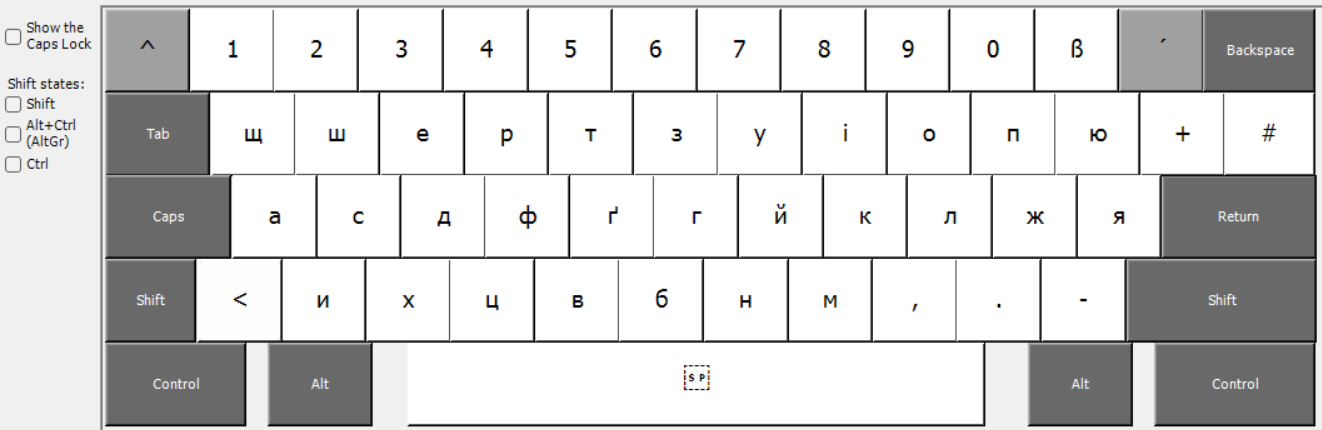 Show the
Caps Lock
Shift states:
Shift
Alt+Ctrl
(AltGr)
Ctrl
^ 1 2 3 4 5 6 7 8 9 0 ß ´ Backspace
Tab щ ш е р т з у і о п ю + #
Caps а с д ф ґ г й к л ж я Return
Shift < и х ц в б н м , . - Shift
Control Alt SP Alt Control